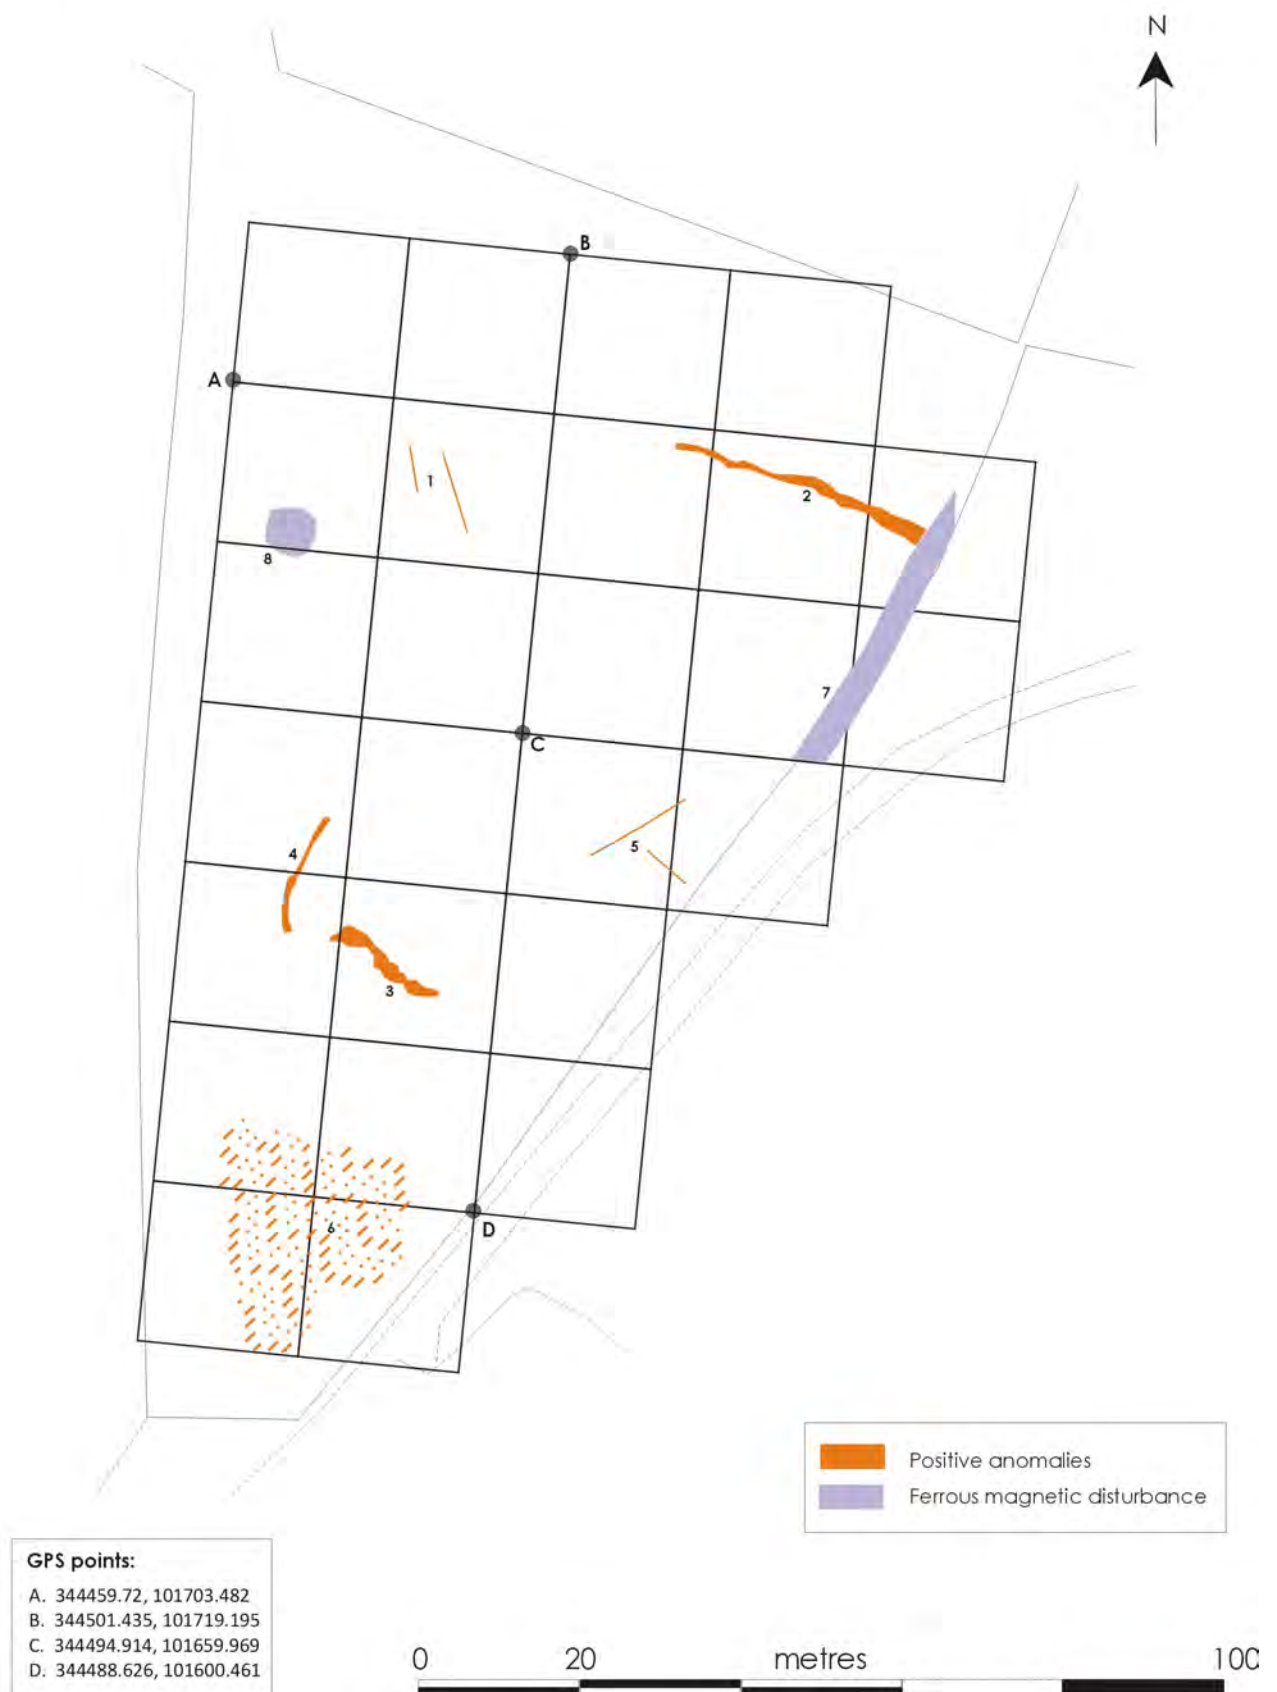 N
B
A
1
2
8
7
C
4
5
3
6
D
Positive anomalies
Ferrous magnetic disturbance
GPS points:
A. 344459.72, 101703.482
B. 344501.435, 101719.195
C. 344494.914, 101659.969
D. 344488.626, 101600.461
0 20 metres 100